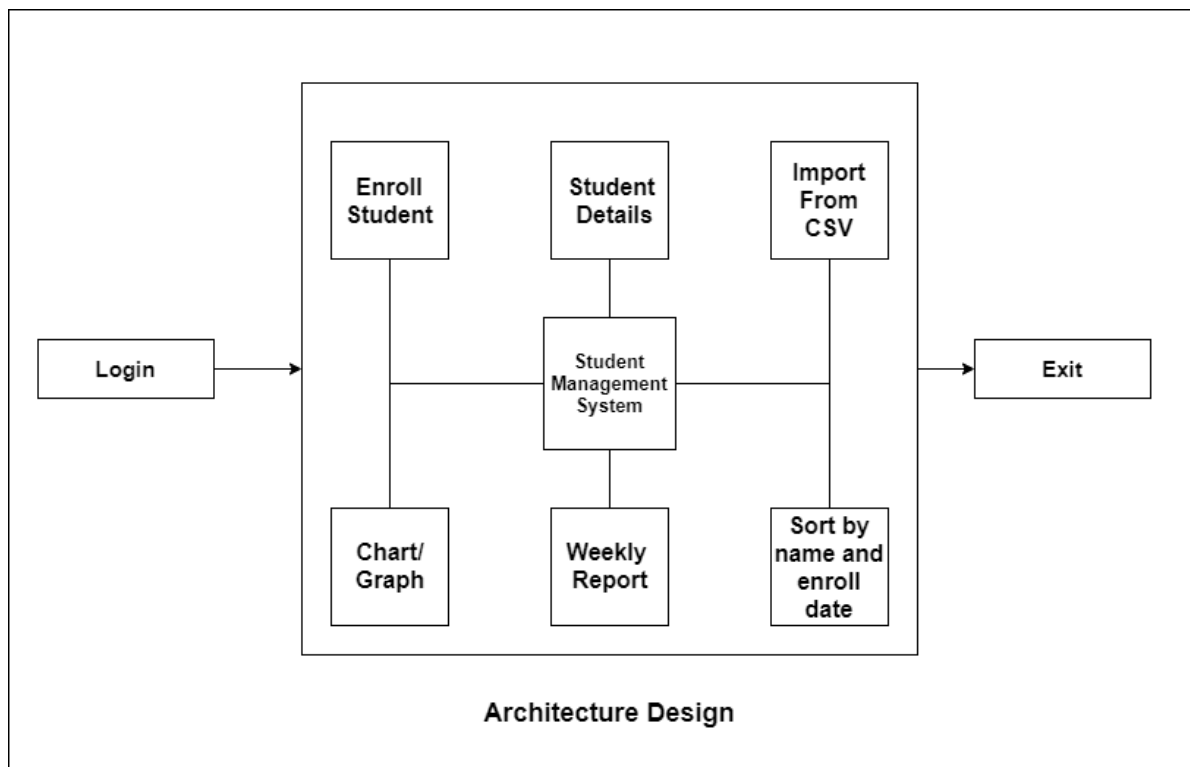 Enroll
Student
Student
Details
Import
From
CSV
Login
Student
Management
System
Exit
Chart/
Graph
Weekly
Report
Sort by
name and
enroll
date
Architecture Design